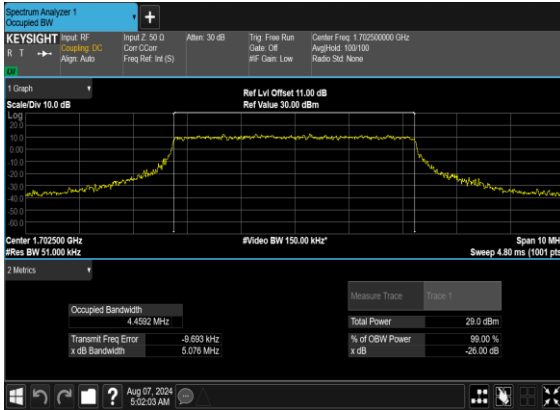 Spectrum Analyzer 1
Occupied BW
+
KEYSIGHT Input: RF Input Z: 50 Ω Atten: 30 dB Trig: Free Run Center Freq: 1.702500000 GHz
R T Coupling: DC Corr CCorr Gate: Off Avg|Hold: 100/100
Align: Auto Freq Ref: Int (S) #IF Gain: Low Radio Std: None
1 Graph
Ref Lvl Offset 11.00 dB
Scale/Div 10.0 dB Ref Value 30.00 dBm
Log
20.0
10.0
0.00
-10.0
-20.0
-30.0
-40.0
-50.0
-60.0
Center 1.702500 GHz #Video BW 150.00 kHz* Span 10 MH
#Res BW 51.000 kHz Sweep 4.80 ms (1001 pts
2 Metrics
Measure Trace Trace 1
Occupied Bandwidth
4.4592 MHz
Total Power 29.0 dBm
Transmit Freq Error -9.693 kHz % of OBW Power 99.00 %
x dB Bandwidth 5.076 MHz x dB -26.00 dB
? Aug 07, 2024
5:02:03 AM